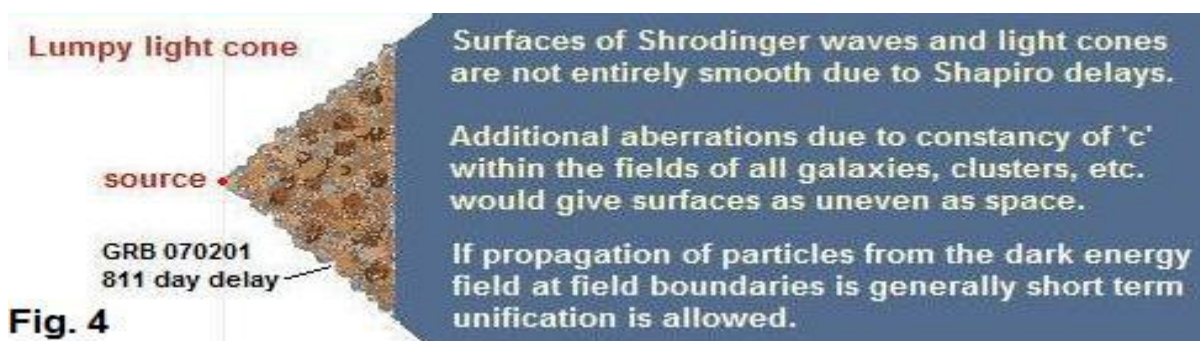 Lumpy light cone
source
GRB 070201
811 day delay
Fig. 4
Surfaces of Shrodinger waves and light cones
are not entirely smooth due to Shapiro delays.
Additional aberrations due to constancy of 'c'
within the fields of all galaxies, clusters, etc.
would give surfaces as uneven as space.
If propagation of particles from the dark energy
field at field boundaries is generally short term
unification is allowed.